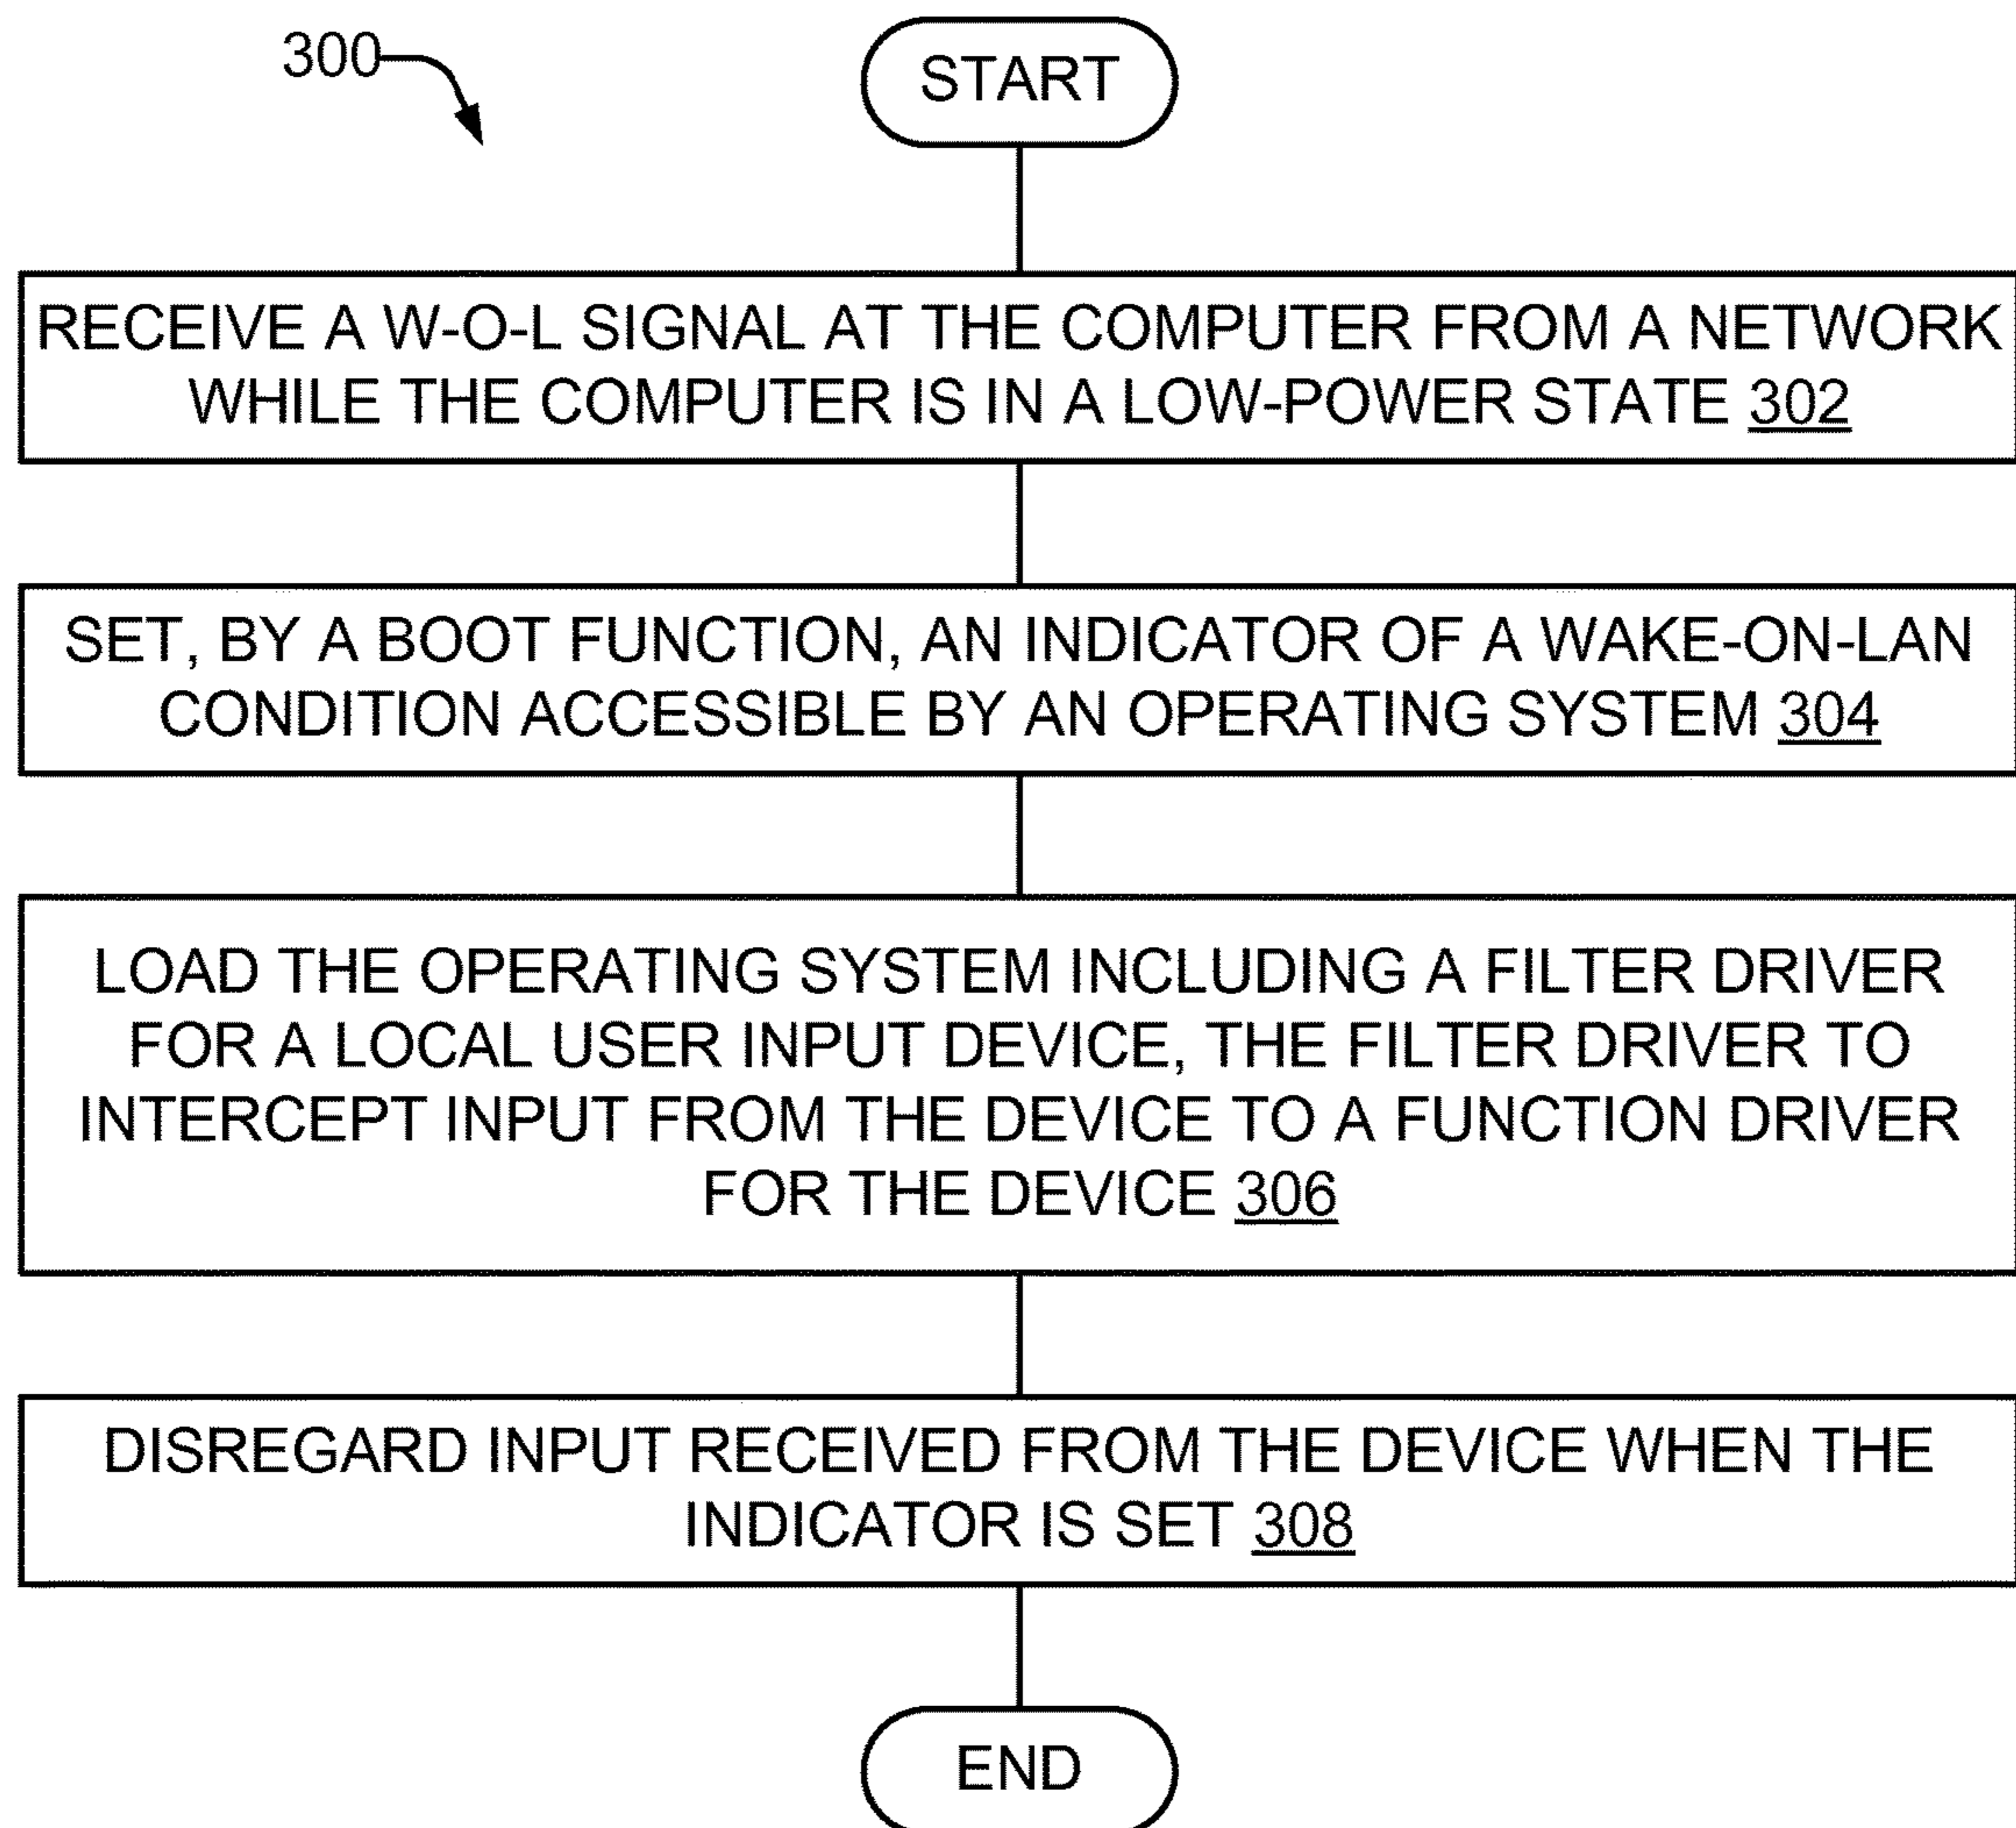 300
START
RECEIVE A W-O-L SIGNAL AT THE COMPUTER FROM A NETWORK
WHILE THE COMPUTER IS IN A LOW-POWER STATE 302
SET, BY A BOOT FUNCTION, AN INDICATOR OF A WAKE-ON-LAN
CONDITION ACCESSIBLE BY AN OPERATING SYSTEM 304
LOAD THE OPERATING SYSTEM INCLUDING A FILTER DRIVER
FOR A LOCAL USER INPUT DEVICE, THE FILTER DRIVER TO
INTERCEPT INPUT FROM THE DEVICE TO A FUNCTION DRIVER
FOR THE DEVICE 306
DISREGARD INPUT RECEIVED FROM THE DEVICE WHEN THE
INDICATOR IS SET 308
END